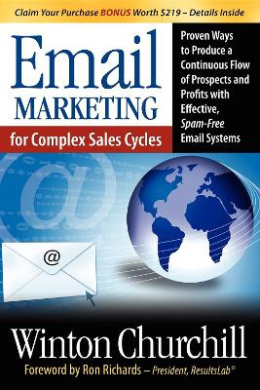 Claim Your Purchase BONUS Worth $219 – Details Inside
Email
MARKETING
for Complex Sales Cycles
Proven Ways
to Produce a
Continuous Flow
of Prospects and
Profits with
Effective,
Spam-Free
Email Systems
@
@
Winton Churchill
Foreword by Ron Richards – President, ResultsLab®